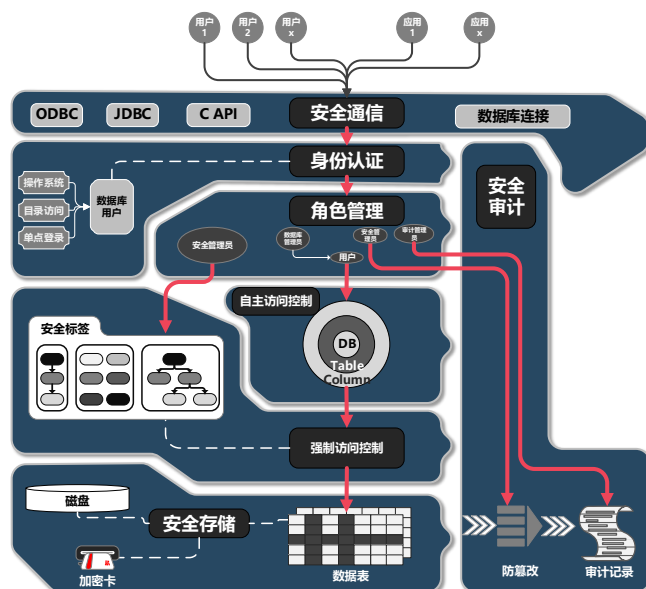 用户
1
用户
2
用户
x
应用
1
应用
x
ODBC
JDBC
C API
安全通信
数据库连接
身份认证
操作系统
目录访问
单点登录
数据库
用户
安全
审计
角色管理
安全管理员
数据库
管理员
用户
安全管
理员
审计管理
员
自主访问控制
DB
Table
Column
安全标签
强制访问控制
磁盘
安全存储
加密卡
数据表
防篡改
审计记录